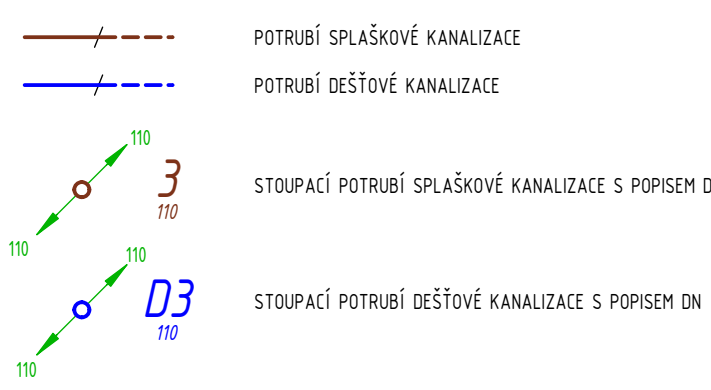 POTRUBÍ SPLAŠKOVÉ KANALIZACE
POTRUBÍ DEŠŤOVÉ KANALIZACE
110
3
110
110
STOUPACÍ POTRUBÍ SPLAŠKOVÉ KANALIZACE S POPISEM
110
D3
110
110
STOUPACÍ POTRUBÍ DEŠŤOVÉ KANALIZACE S POPISEM DN